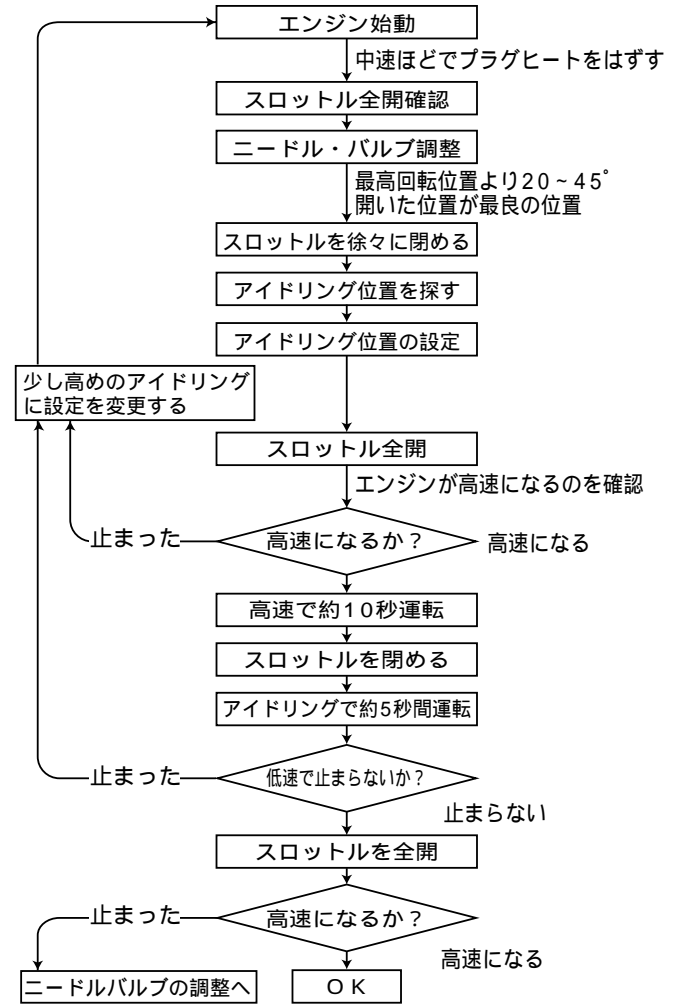 エンジン始動
中速ほどでプラグヒートをはずす
スロットル全開確認
ニードル・バルブ調整
最高回転位置より20~45°
開いた位置が最良の位置
スロットルを徐々に閉める
アイドリング位置を探す
アイドリング位置の設定
少し高めのアイドリング
に設定を変更する
スロットル全開
エンジンが高速になるのを確認
止まった
高速になるか?
高速になる
高速で約10秒運転
スロットルを閉める
アイドリングで約5秒間運転
止まった
低速で止まらないか?
止まらない
スロットルを全開
止まった
高速になるか?
高速になる
ニードルバルブの調整へ
OK